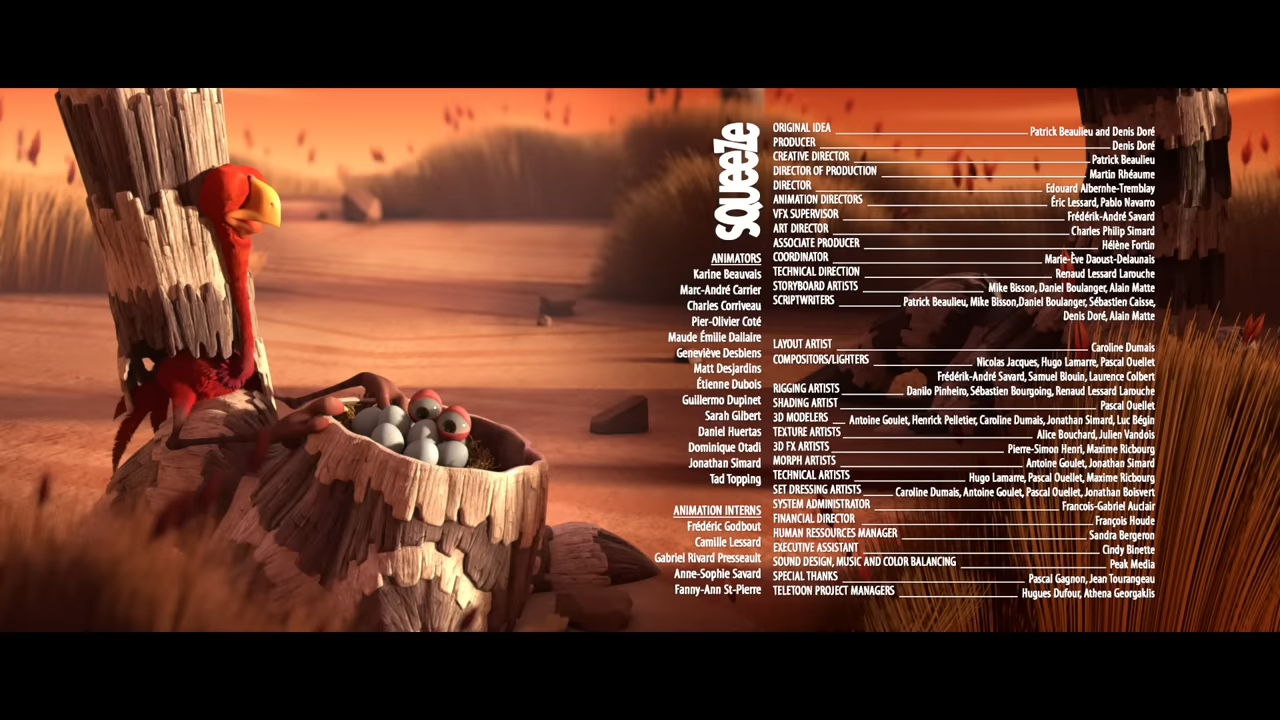 squeeze
ANIMATORS
Karine Beauvais
Marc-André Carrier
Charles Corriveau
Pier-Olivier Coté
Maude Émilie Dallaire
Geneviève Desbiens
Matt Desjardins
Étienne Dubois
Guillermo Dupinet
Sarah Gilbert
Daniel Huertas
Dominique Otadi
Jonathan Simard
Tad Topping
ANIMATION INTERNS
Frédéric Godbout
Camille Lessard
Gabriel Rivard Presseault
Anne-Sophie Savard
Fanny-Ann St-Pierre
ORIGINAL IDEA Patrick Beaulieu and Denis Doré
PRODUCER Denis Doré
CREATIVE DIRECTOR Patrick Beaulieu
DIRECTOR OF PRODUCTION Martin Rhéaume
DIRECTOR Edouard Albernhe-Tremblay
ANIMATION DIRECTORS Éric Lessard, Pablo Navarro
VFX SUPERVISOR Frédérik-André Savard
ART DIRECTOR Charles Philip Simard
ASSOCIATE PRODUCER Hélène Fortin
COORDINATOR Marie-Ève Daoust-Delaunais
TECHNICAL DIRECTION Renaud Lessard Larouche
STORYBOARD ARTISTS Mike Bisson, Daniel Boulanger, Alain Matte
SCRIPTWRITERS Patrick Beaulieu, Mike Bisson,Daniel Boulanger, Sébastien Caisse,
Denis Doré, Alain Matte
LAYOUT ARTIST Caroline Dumais
COMPOSITORS/LIGHTERS Nicolas Jacques, Hugo Lamarre, Pascal Ouellet
Frédérik-André Savard, Samuel Blouin, Laurence Colbert
RIGGING ARTISTS Danilo Pinheiro, Sébastien Bourgoing, Renaud Lessard Larouche
SHADING ARTIST Pascal Ouellet
3D MODELERS Antoine Goulet, Henrick Pelletier, Caroline Dumais, Jonathan Simard, Luc Bégin
TEXTURE ARTISTS Alice Bouchard, Julien Vandois
3D FX ARTISTS Pierre-Simon Henri, Maxime Ricbourg
MORPH ARTISTS Antoine Goulet, Jonathan Simard
TECHNICAL ARTISTS Hugo Lamarre, Pascal Ouellet, Maxime Ricbourg
SET DRESSING ARTISTS Caroline Dumais, Antoine Goulet, Pascal Ouellet, Jonathan Boisvert
SYSTEM ADMINISTRATOR Francois-Gabriel Auclair
FINANCIAL DIRECTOR François Houde
HUMAN RESSOURCES MANAGER Sandra Bergeron
EXECUTIVE ASSISTANT Cindy Binette
SOUND DESIGN, MUSIC AND COLOR BALANCING Peak Media
SPECIAL THANKS Pascal Gagnon, Jean Tourangeau
TELETOON PROJECT MANAGERS Hugues Dufour, Athena Georgaklis